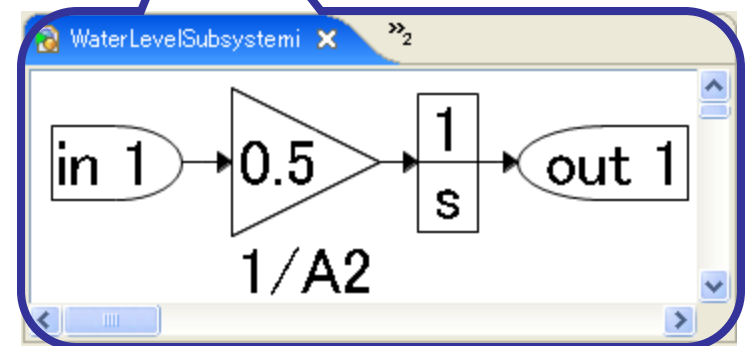 WaterLevelSubsystemi
»2
in 1
0.5
1
s
out 1
1/A2